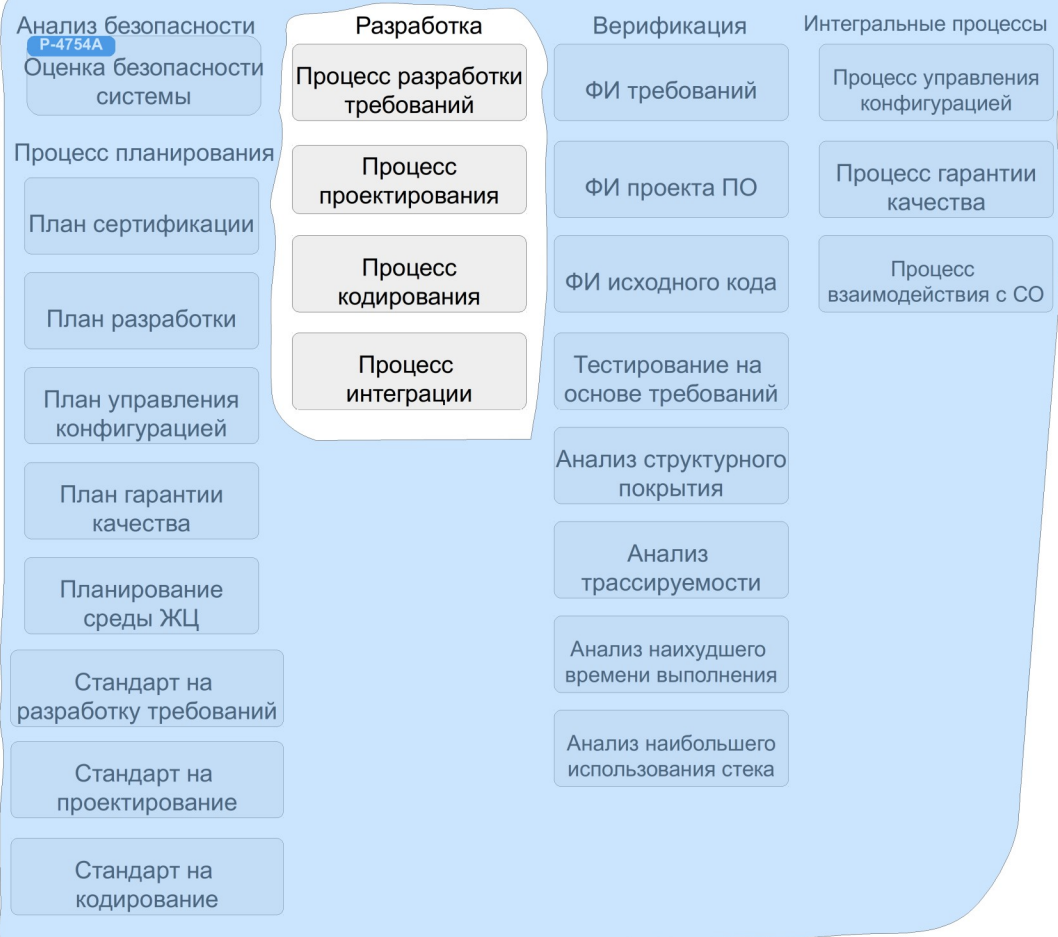 Анализ безопасности
Р-4754А
Оценка безопасности
системы
Процесс планирования
План сертификации
План разработки
План управления
конфигурацией
План гарантии
качества
Планирование
среды ЖЦ
Стандарт на
разработку требований
Стандарт на
проектирование
Стандарт на
кодирование
Разработка
Процесс разработки
требований
Процесс
проектирования
Процесс
кодирования
Процесс
интеграции
Верификация
ФИ требований
ФИ проекта ПО
ФИ исходного кода
Тестирование на
основе требований
Анализ структурного
покрытия
Анализ
трассируемости
Анализ наихудшего
времени выполнения
Анализ наибольшего
использования стека
Интегральные процессы
Процесс управления
конфигурацией
Процесс гарантии
качества
Процесс
взаимодействия с СО